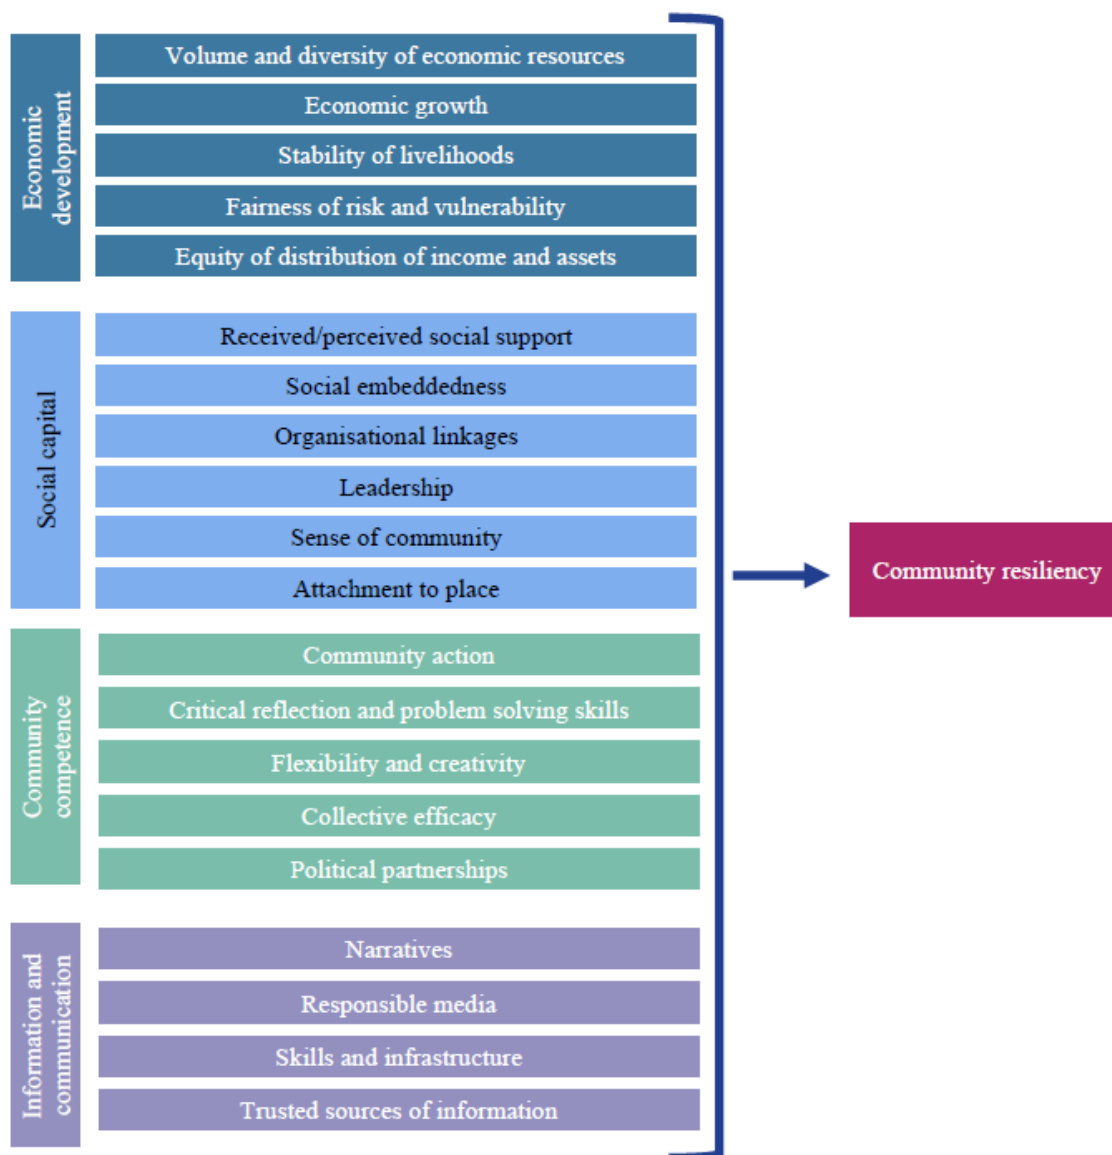 Economic
development
Volume and diversity of economic resources
Economic growth
Stability of livelihoods
Fairness of risk and vulnerability
Equity of distribution of income and assets
Social capital
Received/perceived social support
Social embeddedness
Organisational linkages
Leadership
Sense of community
Attachment to place
Community
competence
Community action
Critical reflection and problem solving skills
Flexibility and creativity
Collective efficacy
Political partnerships
Information and
communication
Narratives
Responsible media
Skills and infrastructure
Trusted sources of information
Community resiliency